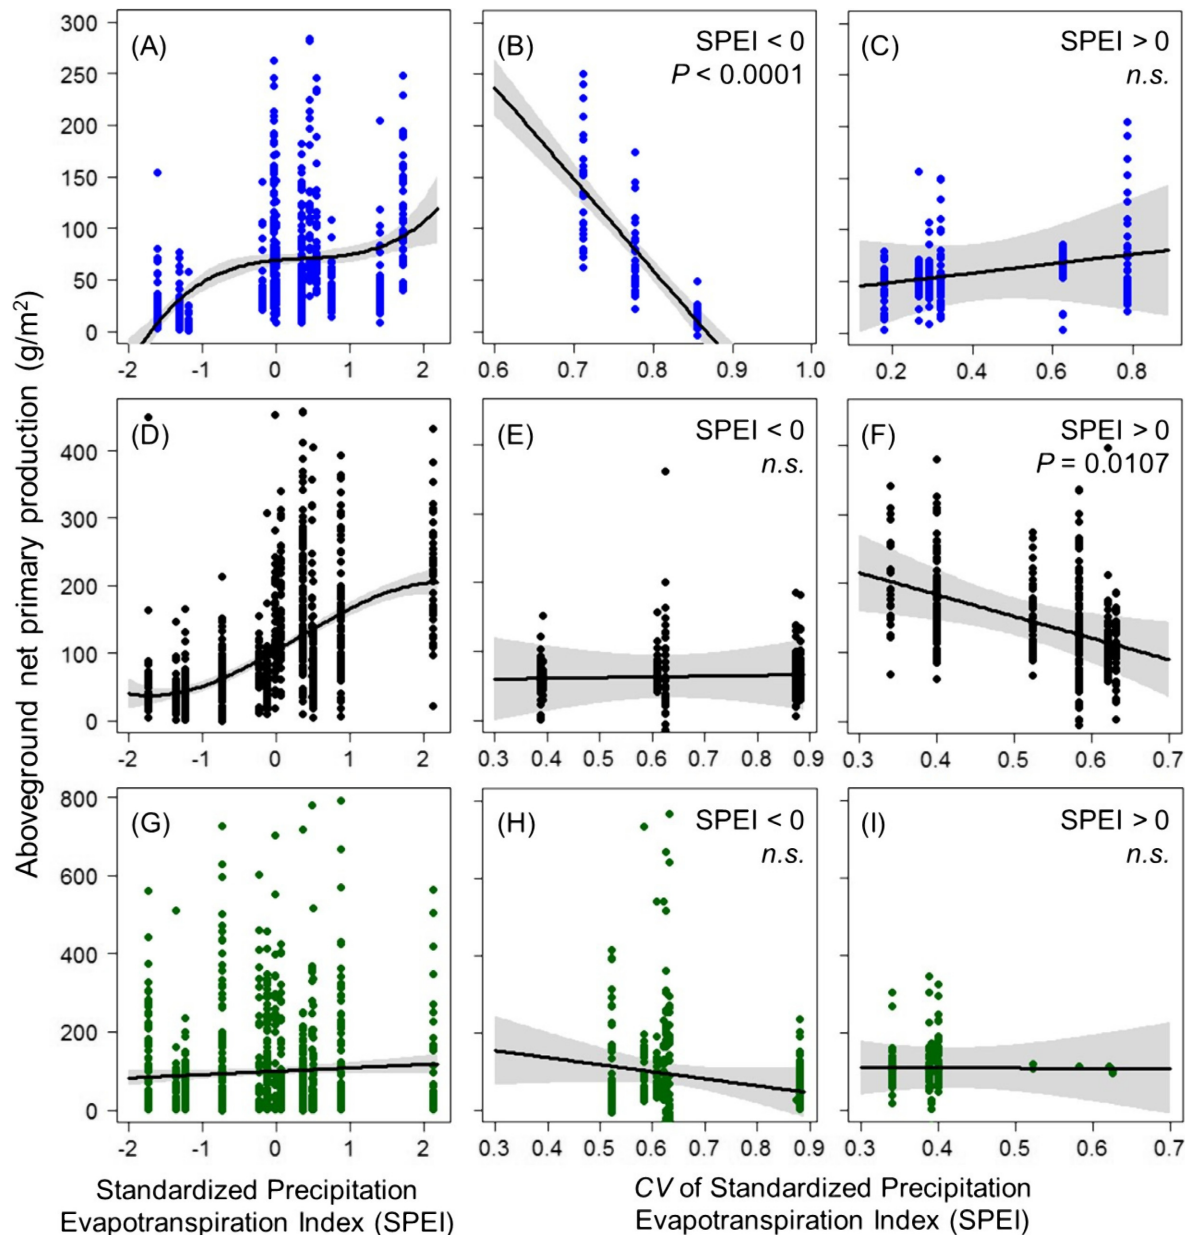 Aboveground net primary production (g/m²)
(A)
300
250
200
150
100
50
0
-2 -1 0 1 2
(B)
SPEI < 0
P < 0.0001
0.6 0.7 0.8 0.9 1.0
(C)
SPEI > 0
n.s.
0.2 0.4 0.6 0.8
(D)
400
300
200
100
0
-2 -1 0 1 2
(E)
SPEI < 0
n.s.
0.3 0.4 0.5 0.6 0.7 0.8 0.9
(F)
SPEI > 0
P = 0.0107
0.3 0.4 0.5 0.6 0.7
(G)
800
600
400
200
0
-2 -1 0 1 2
(H)
SPEI < 0
n.s.
0.3 0.4 0.5 0.6 0.7 0.8 0.9
(I)
SPEI > 0
n.s.
0.3 0.4 0.5 0.6 0.7
Standardized Precipitation
Evapotranspiration Index (SPEI)
CV of Standardized Precipitation
Evapotranspiration Index (SPEI)